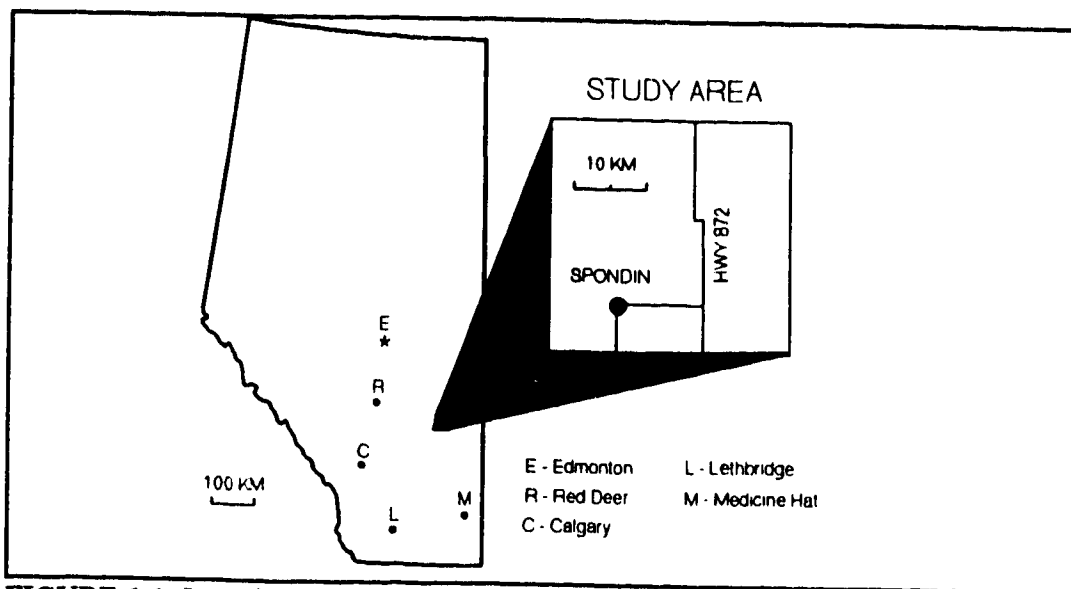 STUDY AREA
10 KM
HWY 872
SPONDIN
E
R
C
100 KM
L
M
E - Edmonton L - Lethbridge
R - Red Deer M - Medicine Hat
C - Calgary